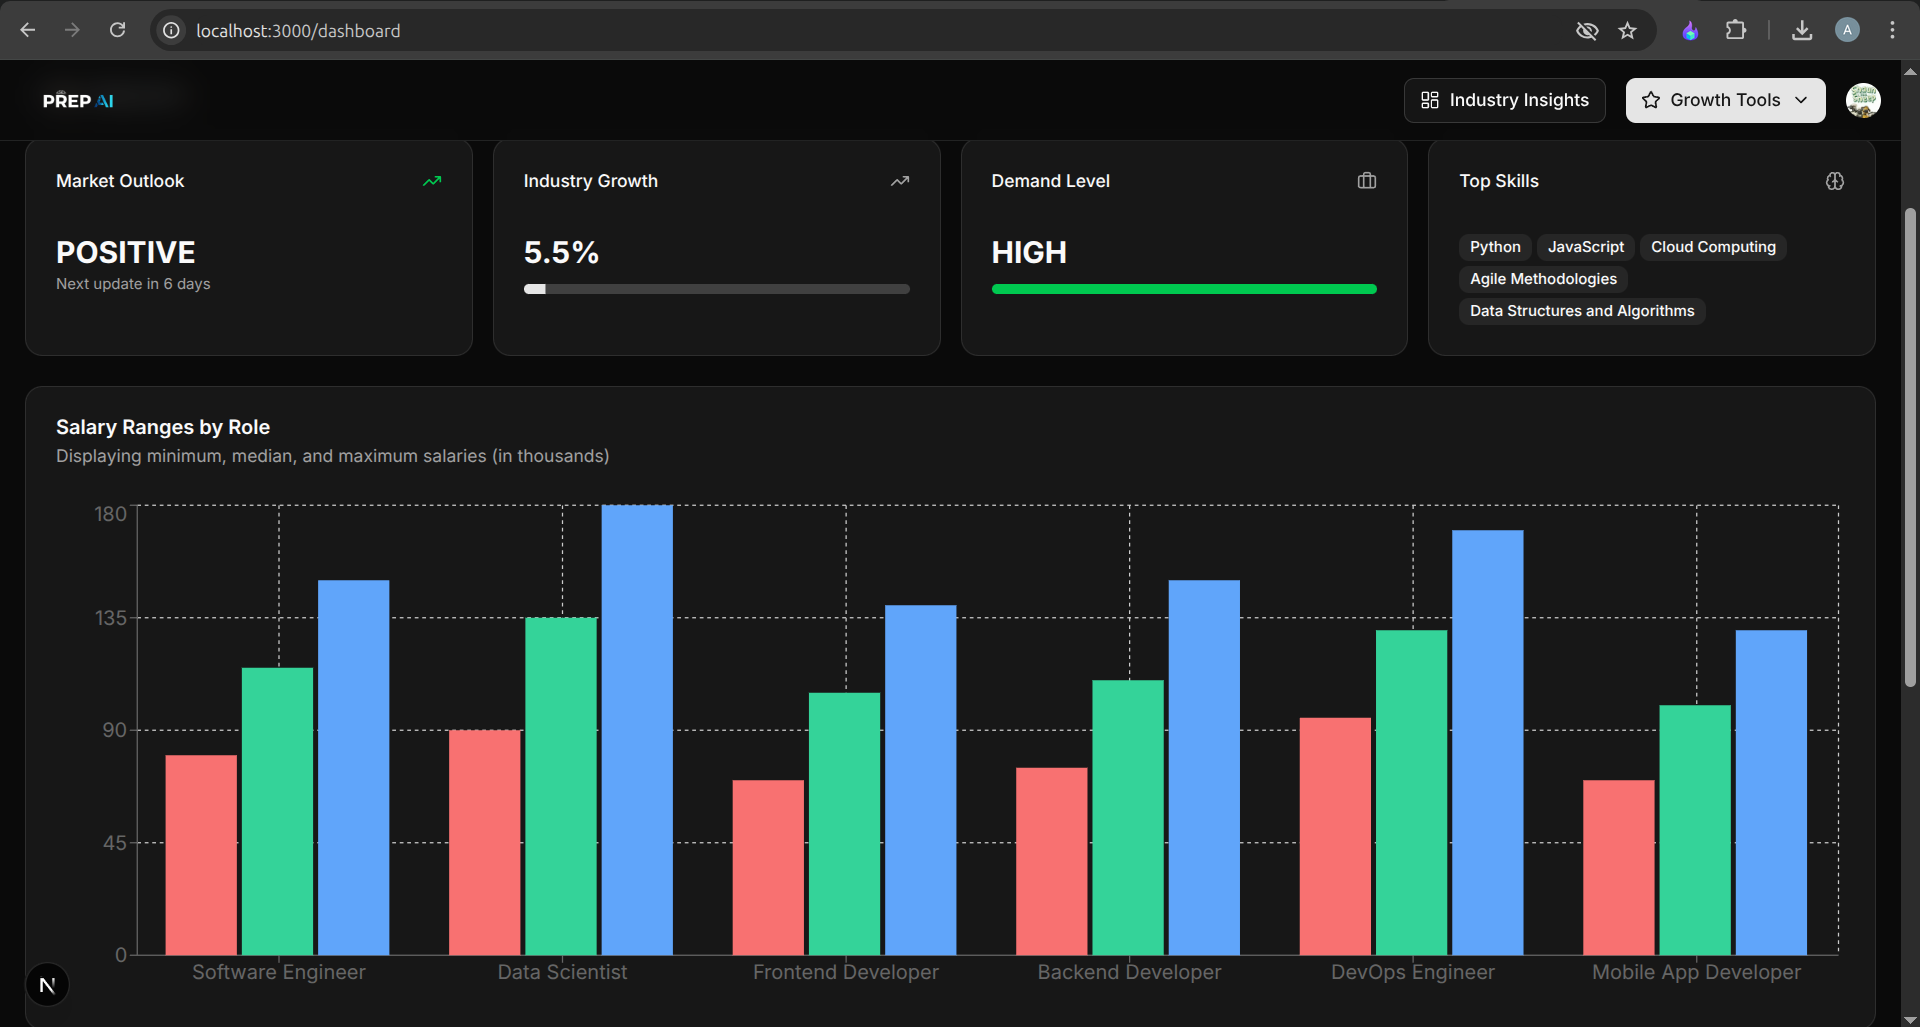 localhost:3000/dashboard
A
PREP AI
Industry Insights
Growth Tools
Market Outlook
POSITIVE
Next update in 6 days
Industry Growth
5.5%
Demand Level
HIGH
Top Skills
Python
JavaScript
Cloud Computing
Agile Methodologies
Data Structures and Algorithms
Salary Ranges by Role
Displaying minimum, median, and maximum salaries (in thousands)
180
135
90
45
0
Software Engineer
Data Scientist
Frontend Developer
Backend Developer
DevOps Engineer
Mobile App Developer
N